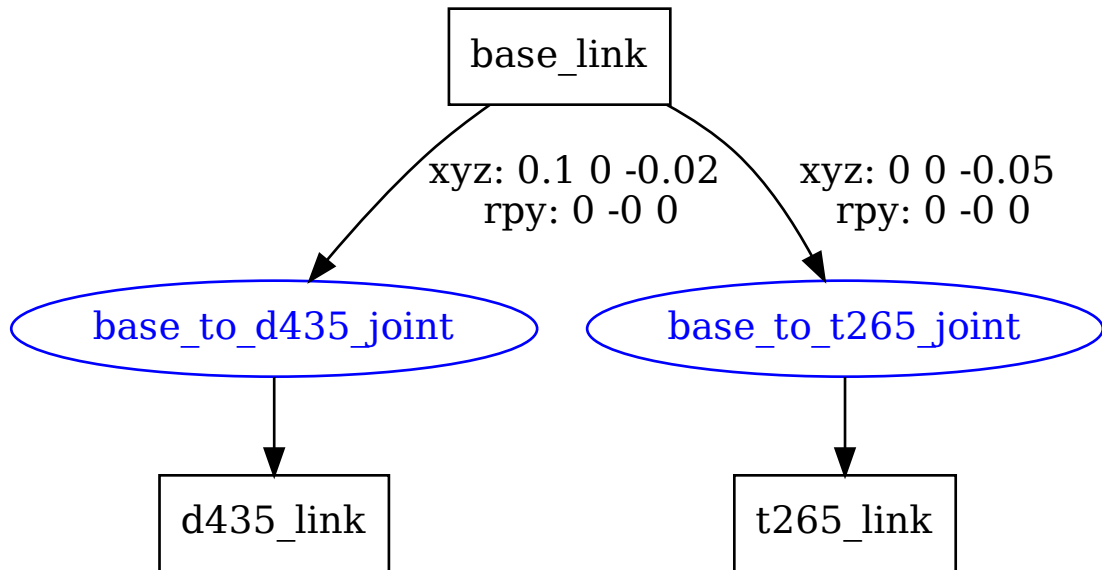 base_link
xyz: 0.1 0 -0.02
rpy: 0 -0 0
xyz: 0 0 -0.05
rpy: 0 -0 0
base_to_d435_joint
base_to_t265_joint
d435_link
t265_link